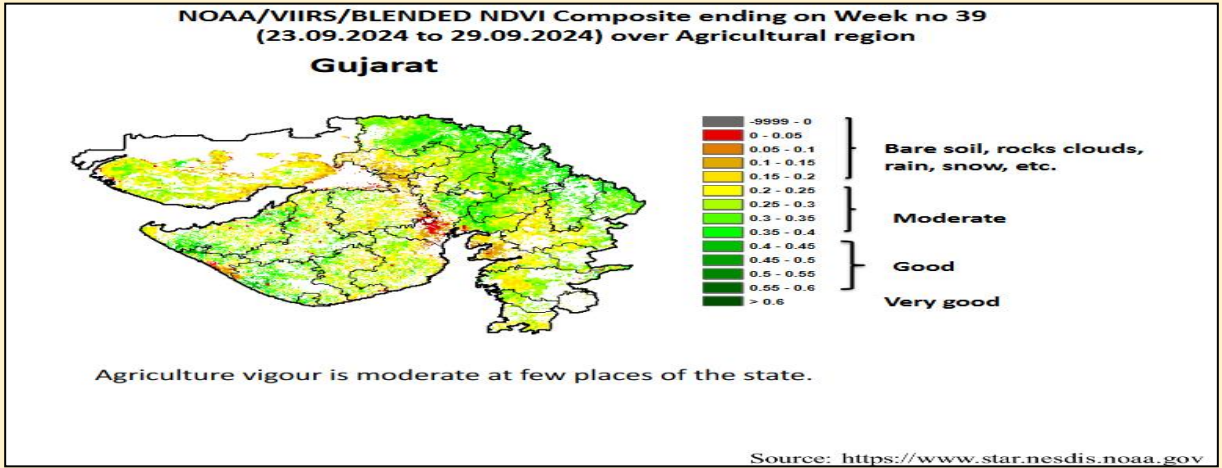 NOAA/VIIRS/BLENDED NDVI Composite ending on Week no 39
(23.09.2024 to 29.09.2024) over Agricultural region
Gujarat
-9999 - 0
0 - 0.05
0.05 - 0.1
0.1 - 0.15
0.15 - 0.2
0.2 - 0.25
0.25 - 0.3
0.3 - 0.35
0.35 - 0.4
0.4 - 0.45
0.45 - 0.5
0.5 - 0.55
0.55 - 0.6
> 0.6
Bare soil, rocks clouds,
rain, snow, etc.
Moderate
Good
Very good
Agriculture vigour is moderate at few places of the state.
Source: https://www.star.nesdis.noaa.gov